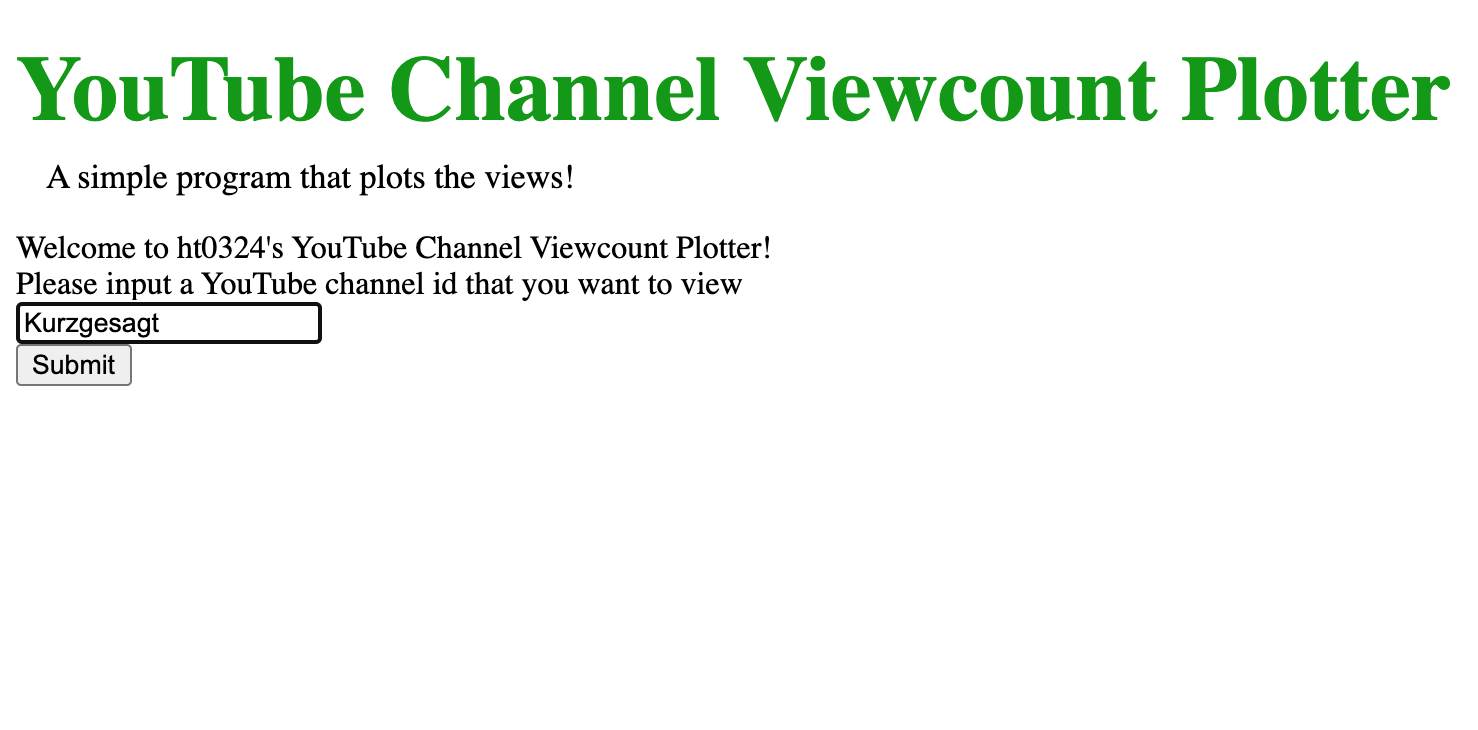 YouTube Channel Viewcount Plotter
A simple program that plots the views!
Welcome to ht0324's YouTube Channel Viewcount Plotter!
Please input a YouTube channel id that you want to view
Kurzgesagt
Submit